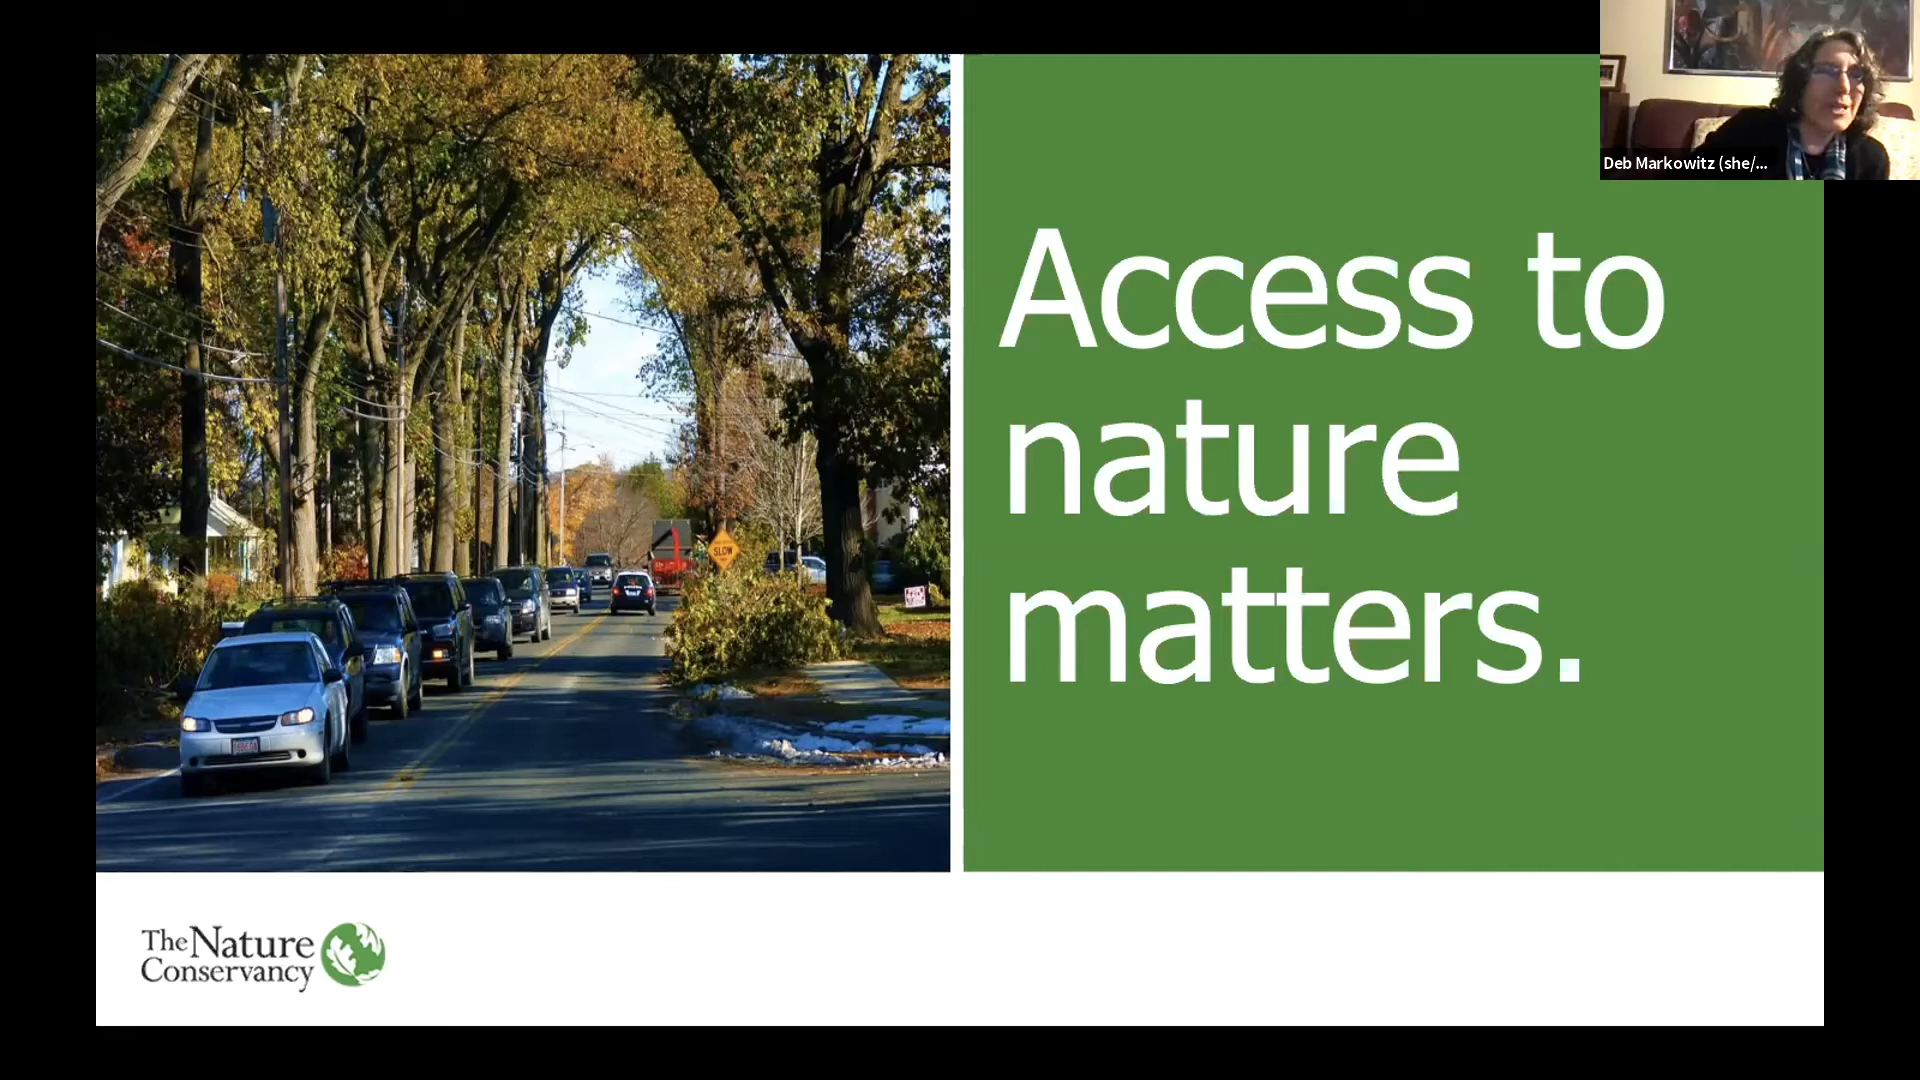 Deb Markowitz (she/...
Access to
nature
matters.
SLOW
The Nature
Conservancy